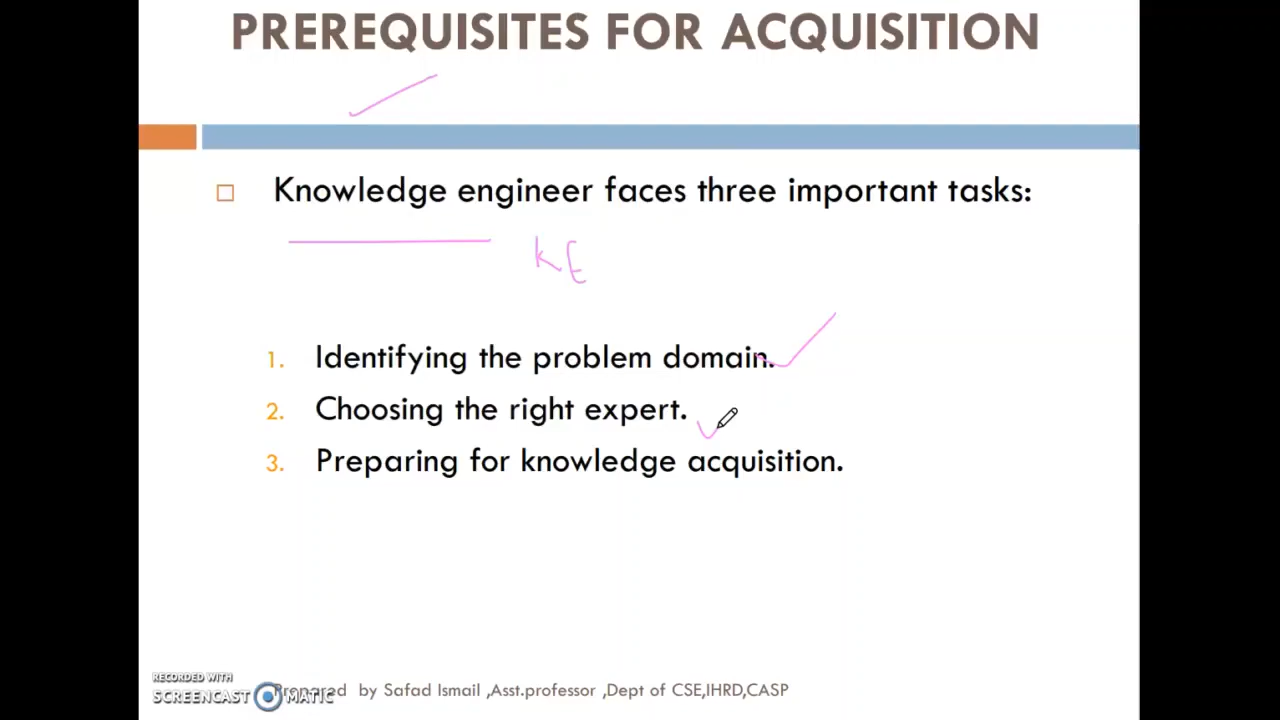 PREREQUISITES FOR ACQUISITION
□ Knowledge engineer faces three important tasks:
KE
1. Identifying the problem domain.
2. Choosing the right expert.
3. Preparing for knowledge acquisition.
RECORDED WITH
SCREENCAST MATIC
Prepared by Safad Ismail ,Asst.professor ,Dept of CSE,IHRD,CASP